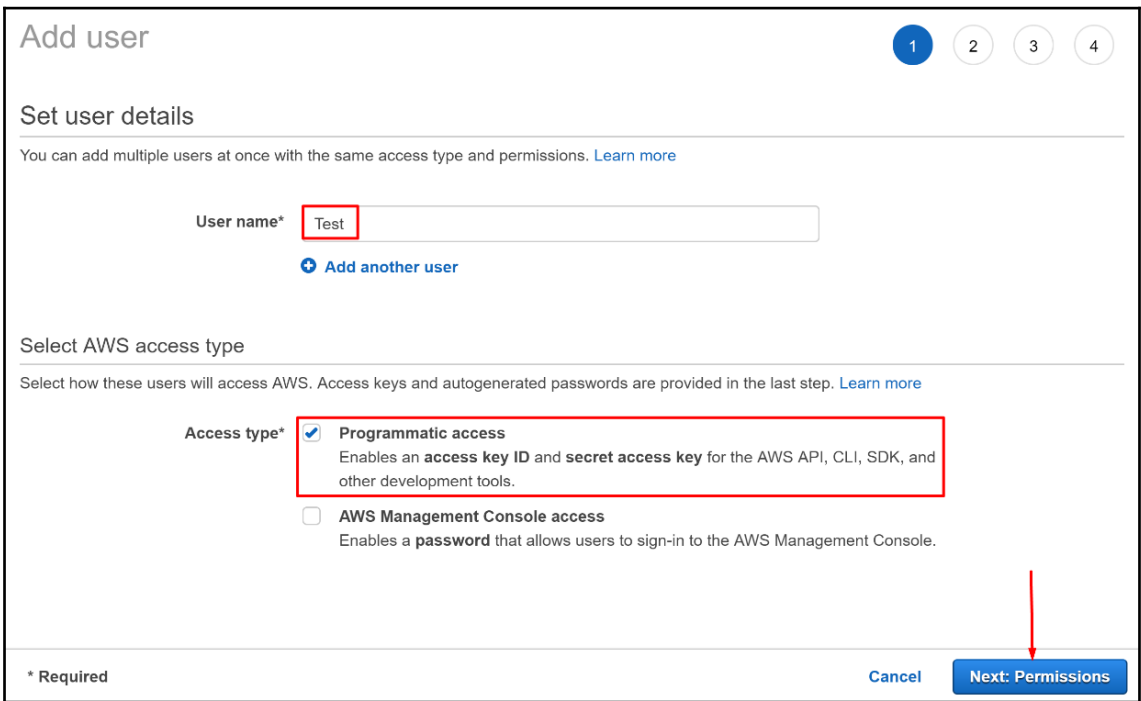 Add user
1 2 3 4
Set user details
You can add multiple users at once with the same access type and permissions. Learn more
User name* Test
Add another user
Select AWS access type
Select how these users will access AWS. Access keys and autogenerated passwords are provided in the last step. Learn more
Access type* Programmatic access
Enables an access key ID and secret access key for the AWS API, CLI, SDK, and
other development tools.
AWS Management Console access
Enables a password that allows users to sign-in to the AWS Management Console.
* Required Cancel Next: Permissions